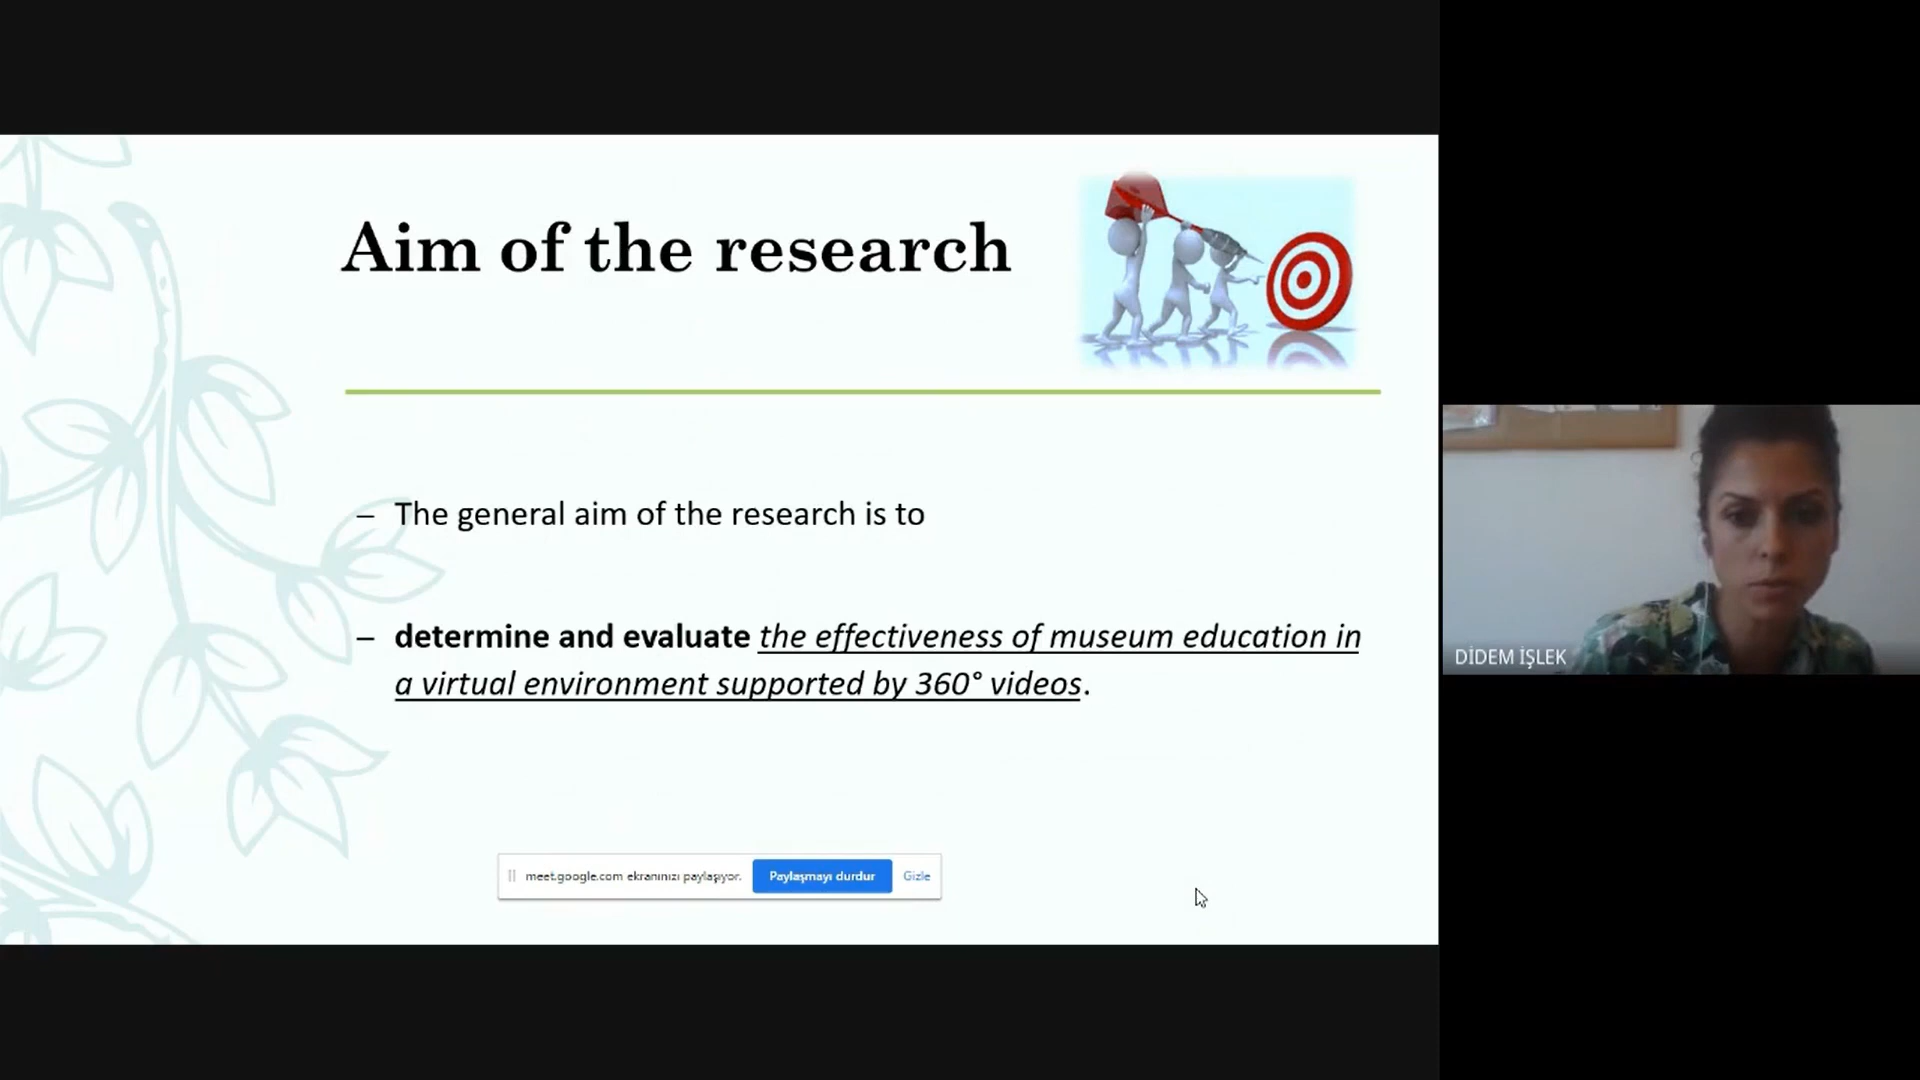 Aim of the research
– The general aim of the research is to
– determine and evaluate the effectiveness of museum education in
a virtual environment supported by 360° videos.
meet.google.com ekranınızı paylaşıyor. Paylaşmayı durdur Gizle
DİDEM İŞLEK